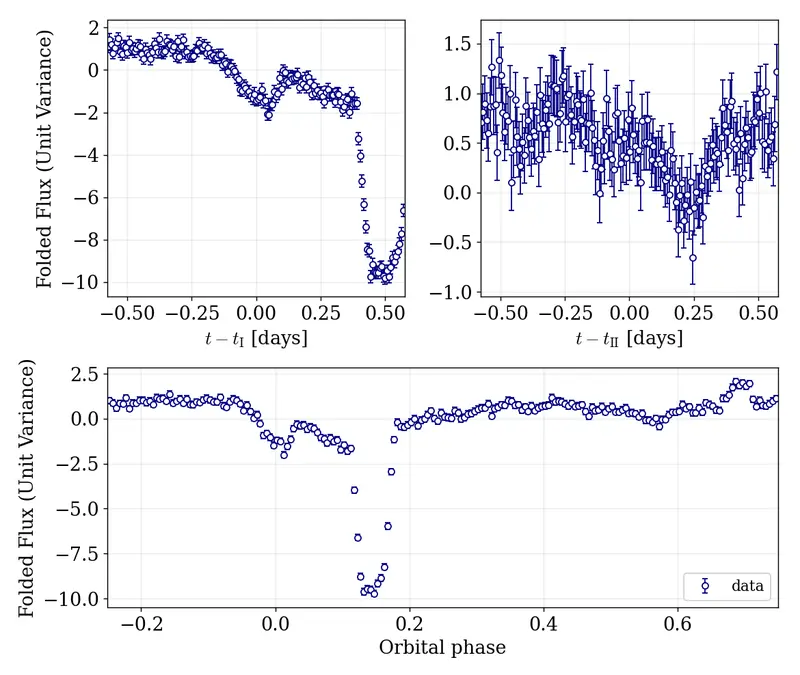 Folded Flux (Unit Variance)
2
0
−2
−4
−6
−8
−10
−0.50 −0.25 0.00 0.25 0.50
t − tI [days]
1.5
1.0
0.5
0.0
−0.5
−1.0
−0.50 −0.25 0.00 0.25 0.50
t − tII [days]
Folded Flux (Unit Variance)
2.5
0.0
−2.5
−5.0
−7.5
−10.0
data
−0.2 0.0 0.2 0.4 0.6
Orbital phase